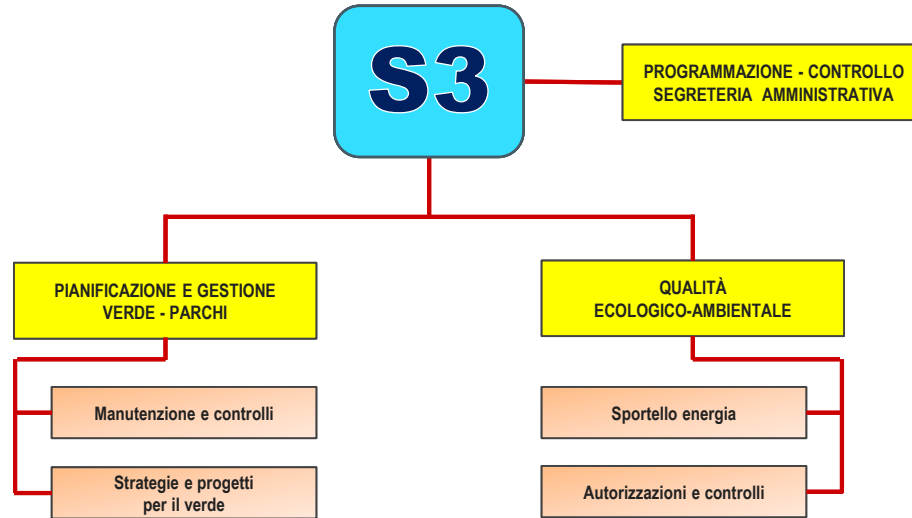 S3
PROGRAMMAZIONE - CONTROLLO
SEGRETERIA AMMINISTRATIVA
PIANIFICAZIONE E GESTIONE
VERDE - PARCHI
QUALITÀ
ECOLOGICO-AMBIENTALE
Manutenzione e controlli
Sportello energia
Strategie e progetti
per il verde
Autorizzazioni e controlli